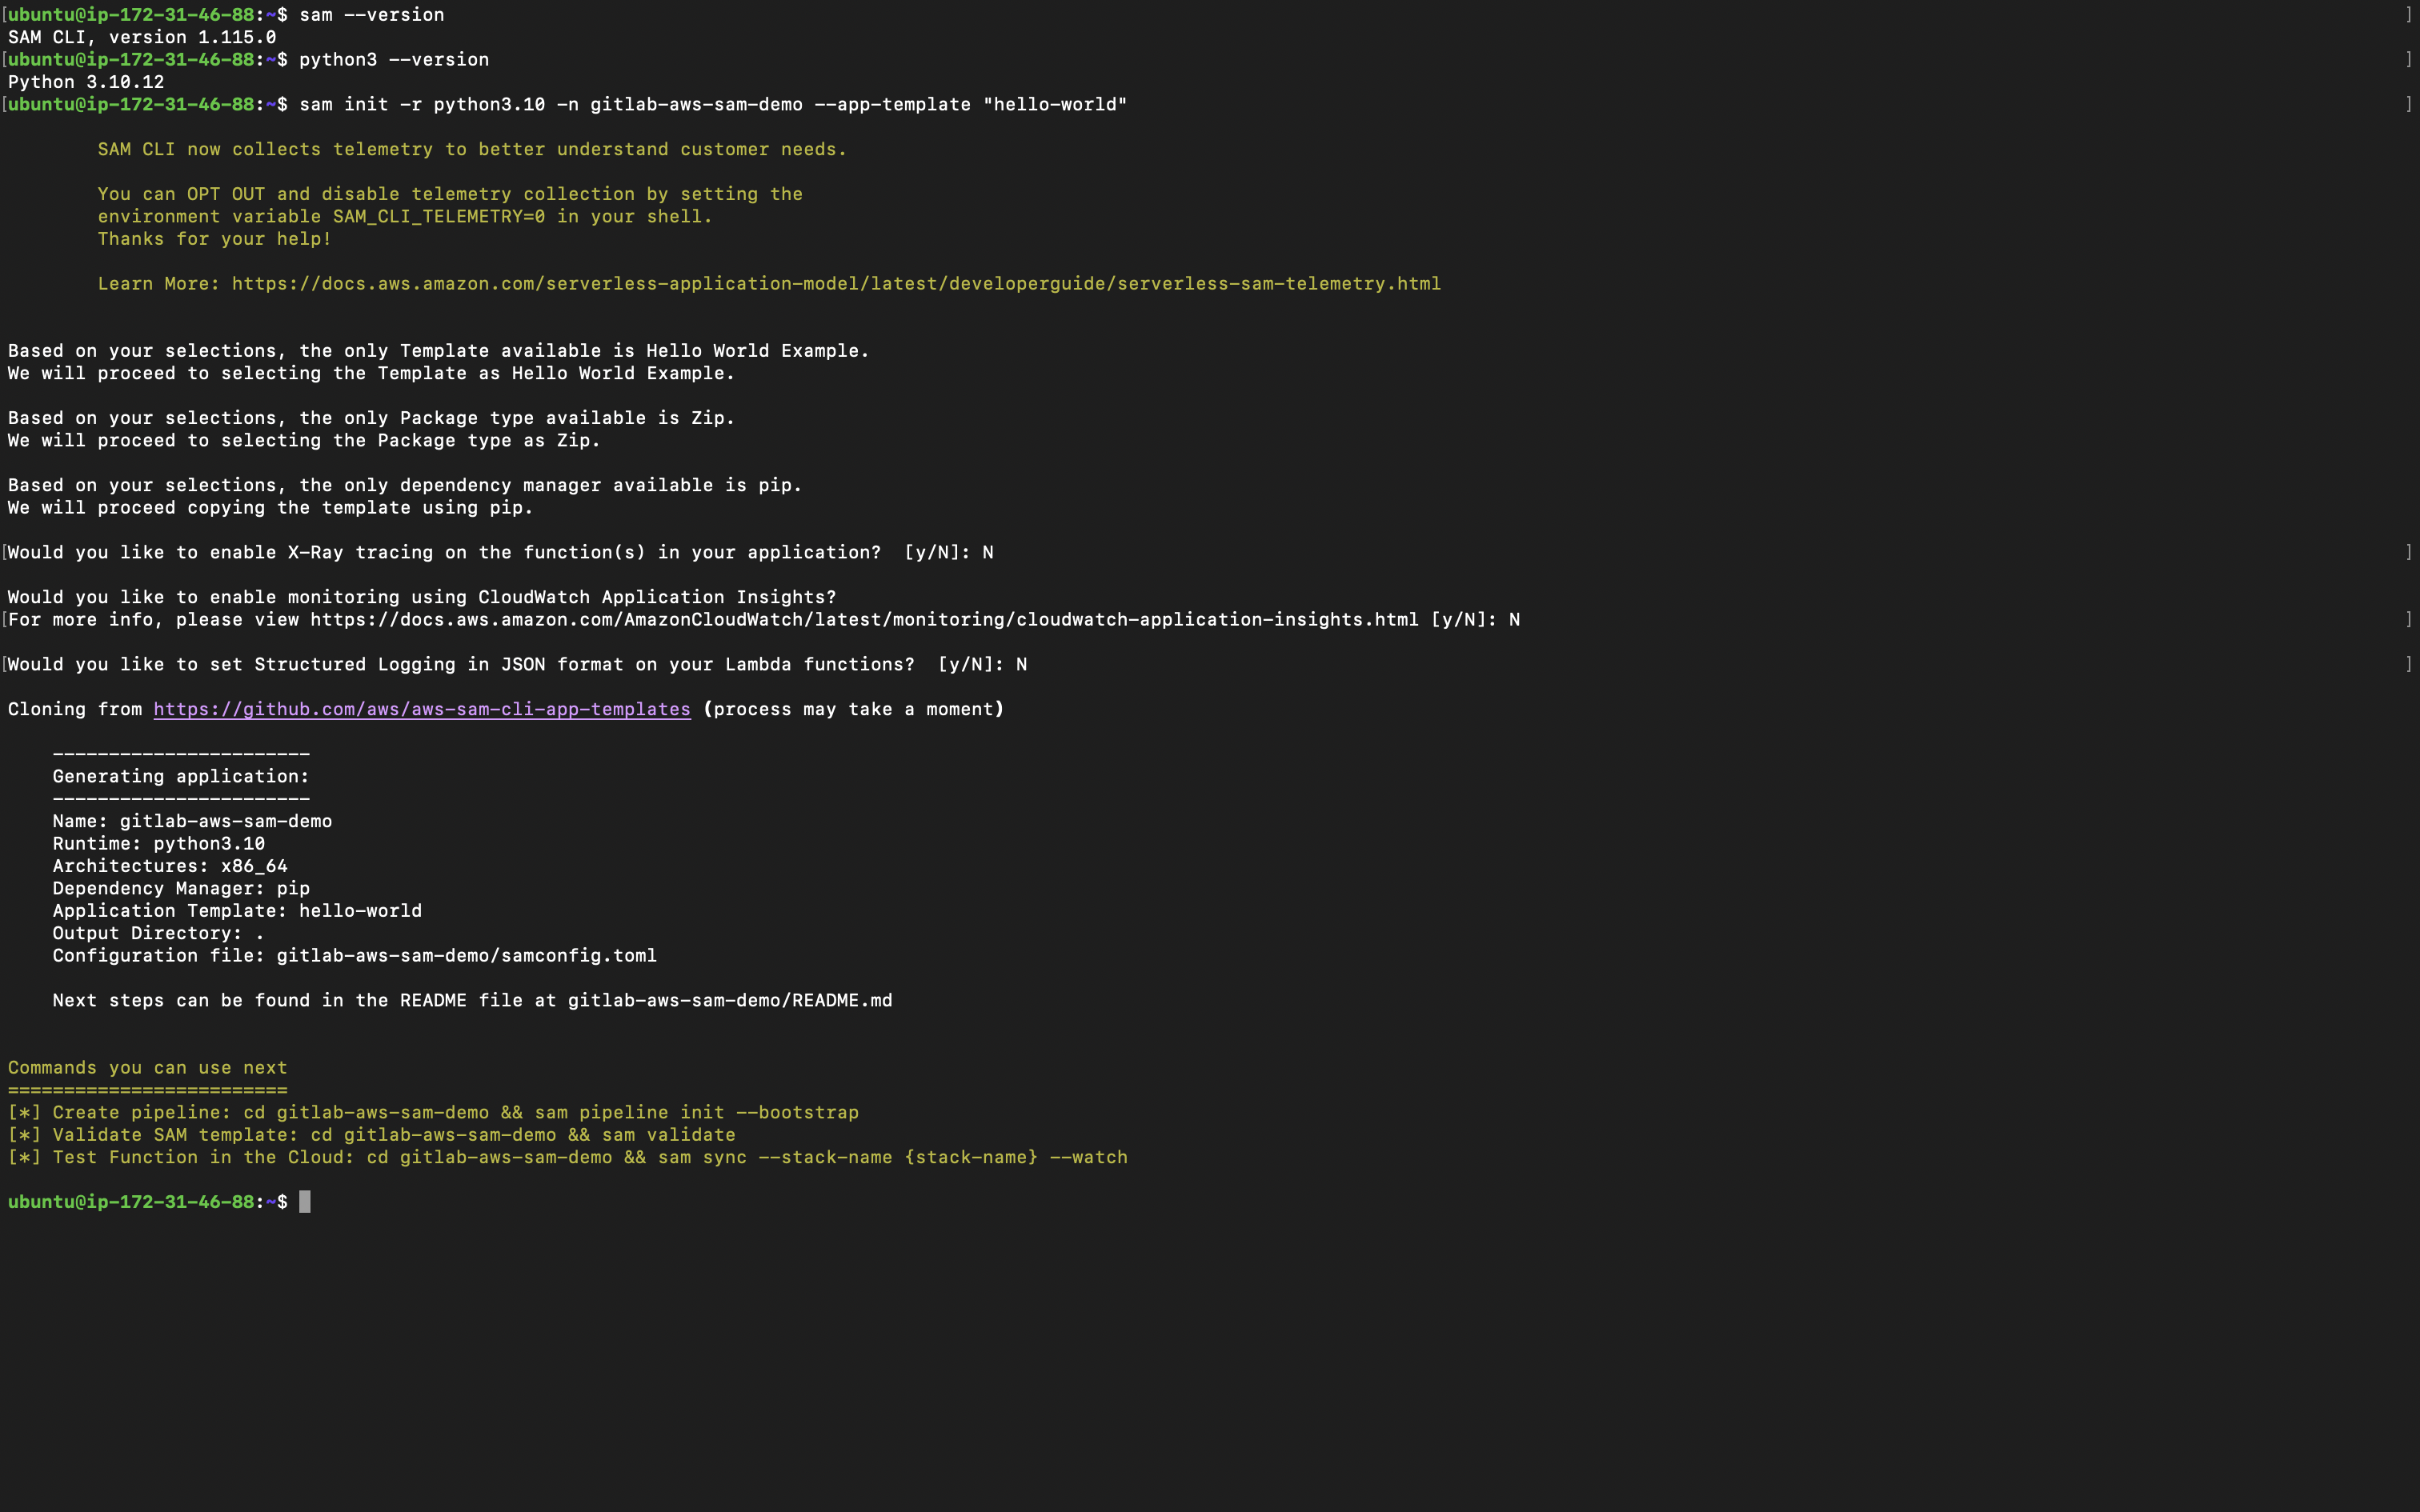 [ubuntu@ip-172-31-46-88:~$ sam --version ]
SAM CLI, version 1.115.0
[ubuntu@ip-172-31-46-88:~$ python3 --version ]
Python 3.10.12
[ubuntu@ip-172-31-46-88:~$ sam init -r python3.10 -n gitlab-aws-sam-demo --app-template "hello-world" ]
SAM CLI now collects telemetry to better understand customer needs.
You can OPT OUT and disable telemetry collection by setting the
environment variable SAM_CLI_TELEMETRY=0 in your shell.
Thanks for your help!
Learn More: https://docs.aws.amazon.com/serverless-application-model/latest/developerguide/serverless-sam-telemetry.html
Based on your selections, the only Template available is Hello World Example.
We will proceed to selecting the Template as Hello World Example.
Based on your selections, the only Package type available is Zip.
We will proceed to selecting the Package type as Zip.
Based on your selections, the only dependency manager available is pip.
We will proceed copying the template using pip.
[Would you like to enable X-Ray tracing on the function(s) in your application?  [y/N]: N ]
Would you like to enable monitoring using CloudWatch Application Insights?
[For more info, please view https://docs.aws.amazon.com/AmazonCloudWatch/latest/monitoring/cloudwatch-application-insights.html [y/N]: N ]
[Would you like to set Structured Logging in JSON format on your Lambda functions?  [y/N]: N ]
Cloning from https://github.com/aws/aws-sam-cli-app-templates (process may take a moment)
-----------------------
Generating application:
-----------------------
Name: gitlab-aws-sam-demo
Runtime: python3.10
Architectures: x86_64
Dependency Manager: pip
Application Template: hello-world
Output Directory: .
Configuration file: gitlab-aws-sam-demo/samconfig.toml
Next steps can be found in the README file at gitlab-aws-sam-demo/README.md
Commands you can use next
=========================
[*] Create pipeline: cd gitlab-aws-sam-demo && sam pipeline init --bootstrap
[*] Validate SAM template: cd gitlab-aws-sam-demo && sam validate
[*] Test Function in the Cloud: cd gitlab-aws-sam-demo && sam sync --stack-name {stack-name} --watch
ubuntu@ip-172-31-46-88:~$